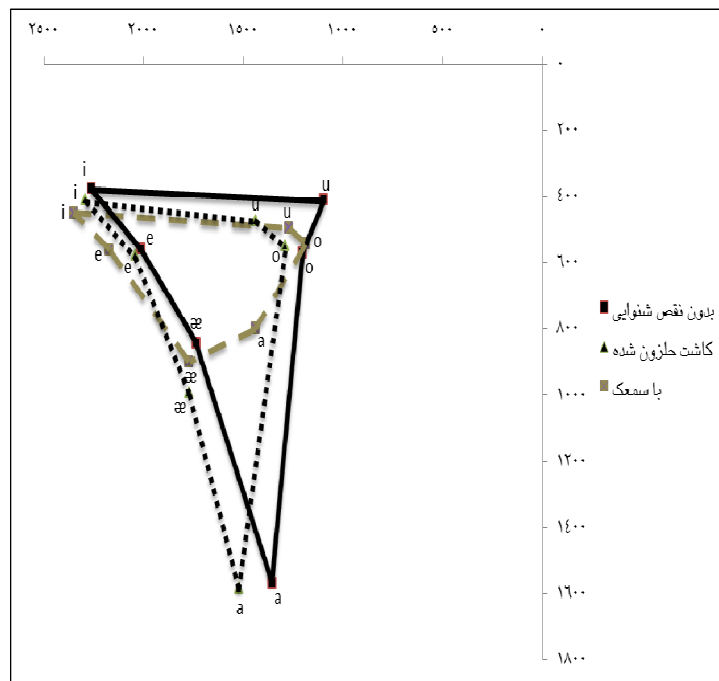 ۲۵۰۰ ۲۰۰۰ ۱۵۰۰ ۱۰۰۰ ۵۰۰ ۰
۰
۲۰۰
۴۰۰
۶۰۰
۸۰۰
۱۰۰۰
۱۲۰۰
۱۴۰۰
۱۶۰۰
۱۸۰۰
i
u
i
u
u
i
e
o
e
e
o
o
æ
a
æ
æ
a
a
بدون نقص شنوایی
کاشت حلزون شده
با سمعک